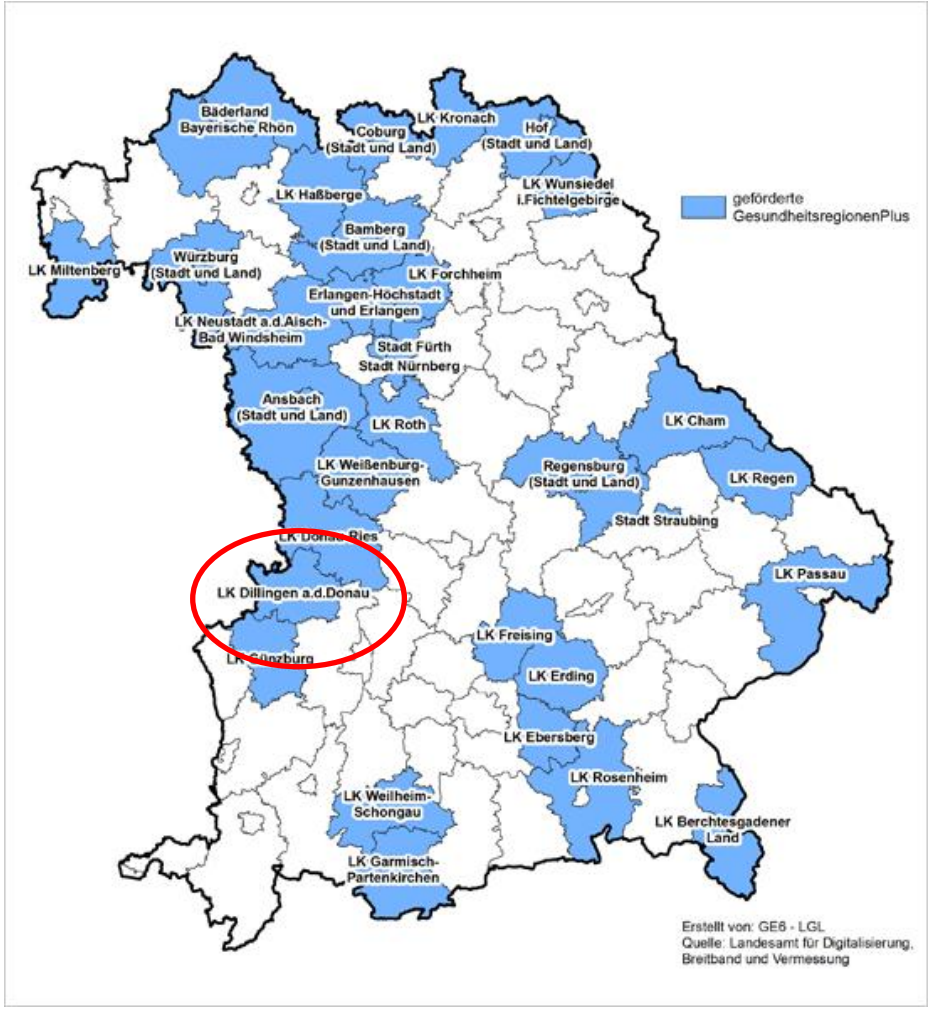 Bäderland
Bayerische Rhön
LK Kronach
Coburg
(Stadt und Land)
Hof
(Stadt und Land)
LK Haßberge
LK Wunsiedel
i.Fichtelgebirge
geförderte
GesundheitsregionenPlus
Bamberg
(Stadt und Land)
LK Miltenberg
Würzburg
(Stadt und Land)
LK Forchheim
Erlangen-Höchstadt
und Erlangen
LK Neustadt a.d.Aisch-
Bad Windsheim
Stadt Fürth
Stadt Nürnberg
Ansbach
(Stadt und Land)
LK Roth
LK Cham
LK Weißenburg-
Gunzenhausen
Regensburg
(Stadt und Land)
LK Regen
Stadt Straubing
LK Donau-Ries
LK Dillingen a.d.Donau
LK Passau
LK Freising
LK Günzburg
LK Erding
LK Ebersberg
LK Rosenheim
LK Weilheim-
Schongau
LK Berchtesgadener
Land
LK Garmisch-
Partenkirchen
Erstellt von: GE6 - LGL
Quelle: Landesamt für Digitalisierung,
Breitband und Vermessung